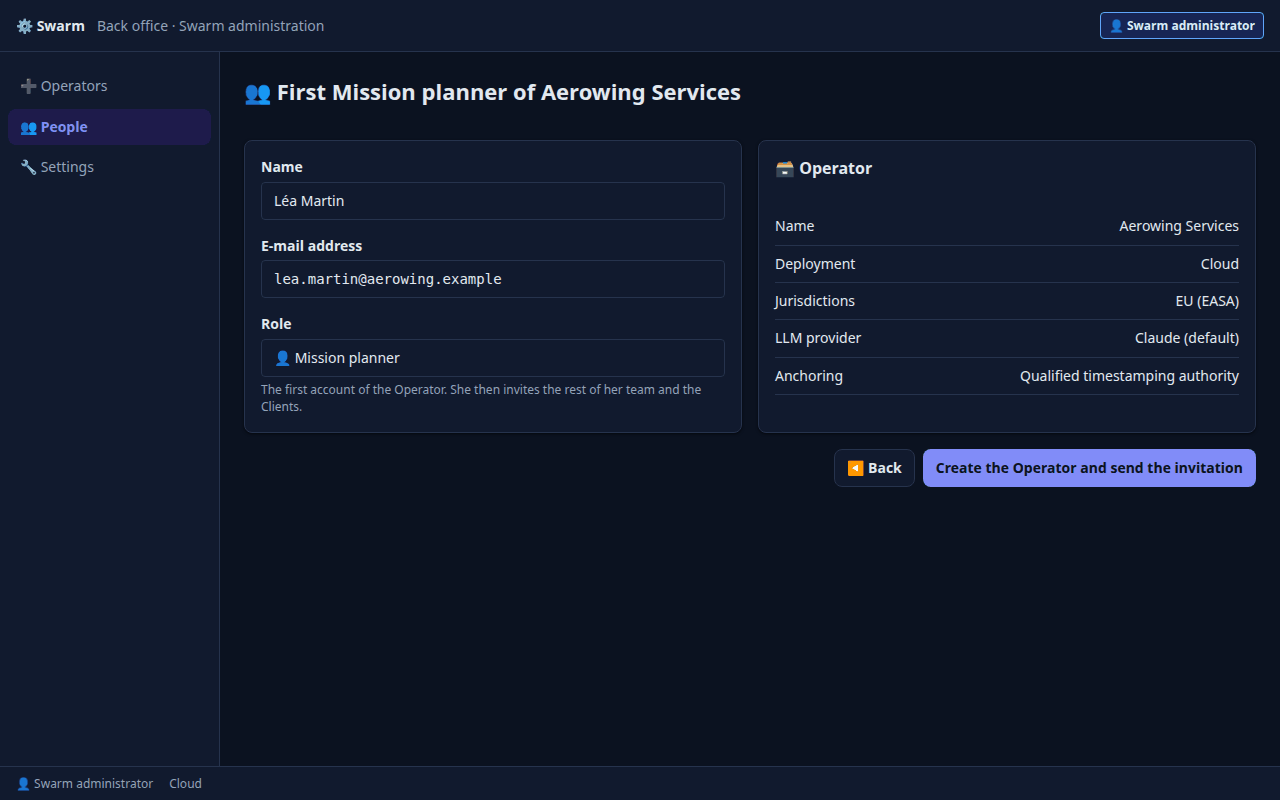 ⚙️ Swarm Back office · Swarm administration
👤 Swarm administrator
➕ Operators
👥 People
🔧 Settings
👥 First Mission planner of Aerowing Services
Name
Léa Martin
E-mail address
lea.martin@aerowing.example
Role
👤 Mission planner
The first account of the Operator. She then invites the rest of her team and the
Clients.
🗃️ Operator
Name Aerowing Services
Deployment Cloud
Jurisdictions EU (EASA)
LLM provider Claude (default)
Anchoring Qualified timestamping authority
◀️ Back
Create the Operator and send the invitation
👤 Swarm administrator Cloud